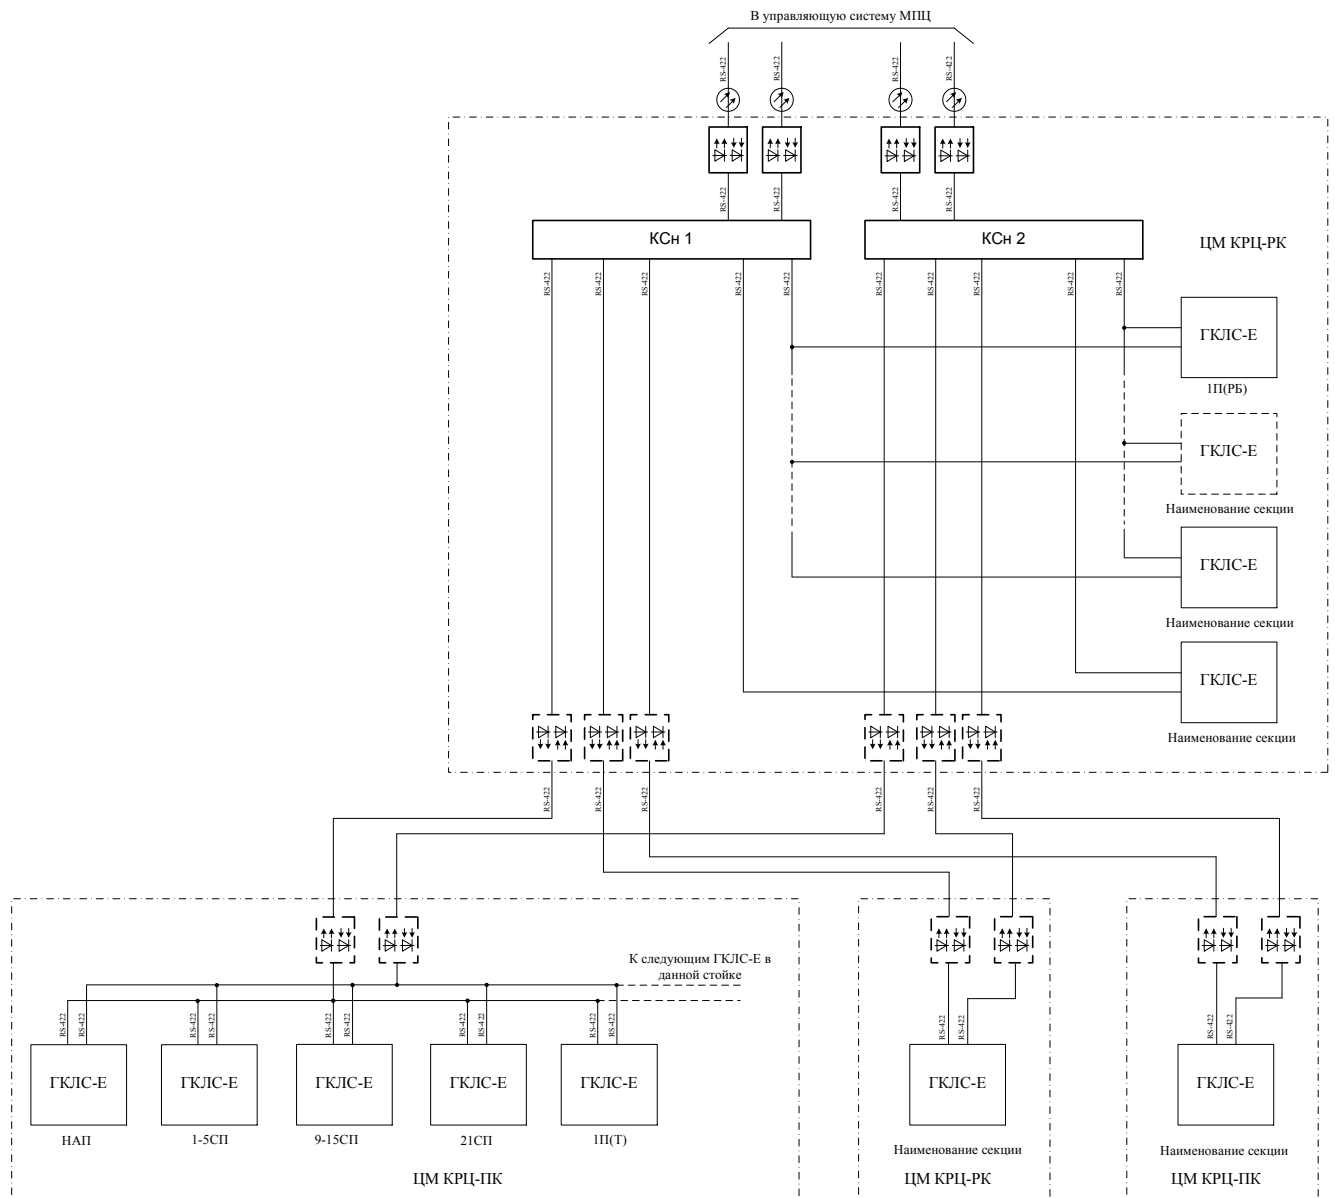 В управляющую систему МПЦ
RS-422 RS-422 RS-422 RS-422
RS-422 RS-422 RS-422 RS-422
КСн 1 КСн 2
ЦМ КРЦ-РК
RS-422 RS-422 RS-422 RS-422 RS-422 RS-422 RS-422 RS-422 RS-422 RS-422
ГКЛС-Е
1П(РБ)
ГКЛС-Е
Наименование секции
ГКЛС-Е
Наименование секции
ГКЛС-Е
Наименование секции
RS-422 RS-422 RS-422 RS-422 RS-422 RS-422
К следующим ГКЛС-Е в
данной стойке
RS-422 RS-422 RS-422 RS-422 RS-422 RS-422 RS-422 RS-422 RS-422 RS-422 RS-422 RS-422 RS-422 RS-422
ГКЛС-Е ГКЛС-Е ГКЛС-Е ГКЛС-Е ГКЛС-Е ГКЛС-Е ГКЛС-Е
НАП 1-5СП 9-15СП 21СП 1П(Т)
Наименование секции Наименование секции
ЦМ КРЦ-ПК ЦМ КРЦ-РК ЦМ КРЦ-ПК